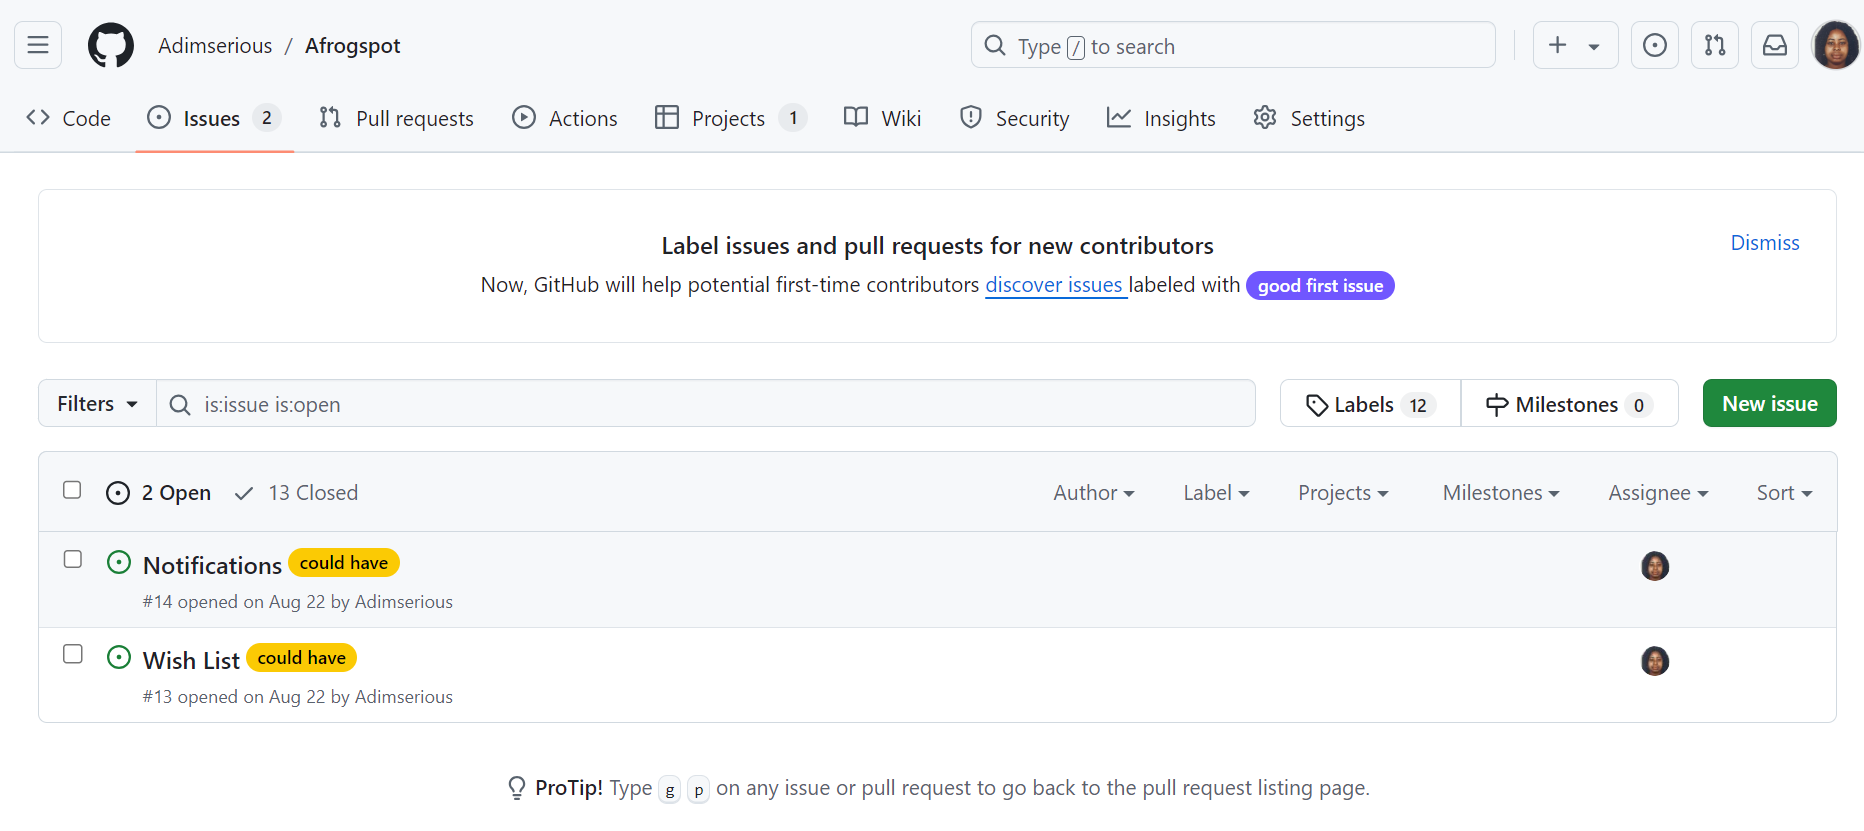 Adimserious / Afrogspot
Type / to search
Code
Issues 2
Pull requests
Actions
Projects 1
Wiki
Security
Insights
Settings
Label issues and pull requests for new contributors
Dismiss
Now, GitHub will help potential first-time contributors discover issues labeled with good first issue
Filters
is:issue is:open
Labels 12
Milestones 0
New issue
2 Open
13 Closed
Author
Label
Projects
Milestones
Assignee
Sort
Notifications could have
#14 opened on Aug 22 by Adimserious
Wish List could have
#13 opened on Aug 22 by Adimserious
ProTip! Type g p on any issue or pull request to go back to the pull request listing page.